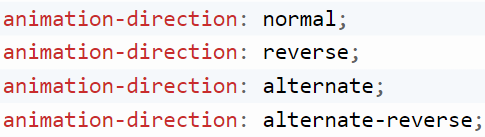 animation-direction: normal;
animation-direction: reverse;
animation-direction: alternate;
animation-direction: alternate-reverse;